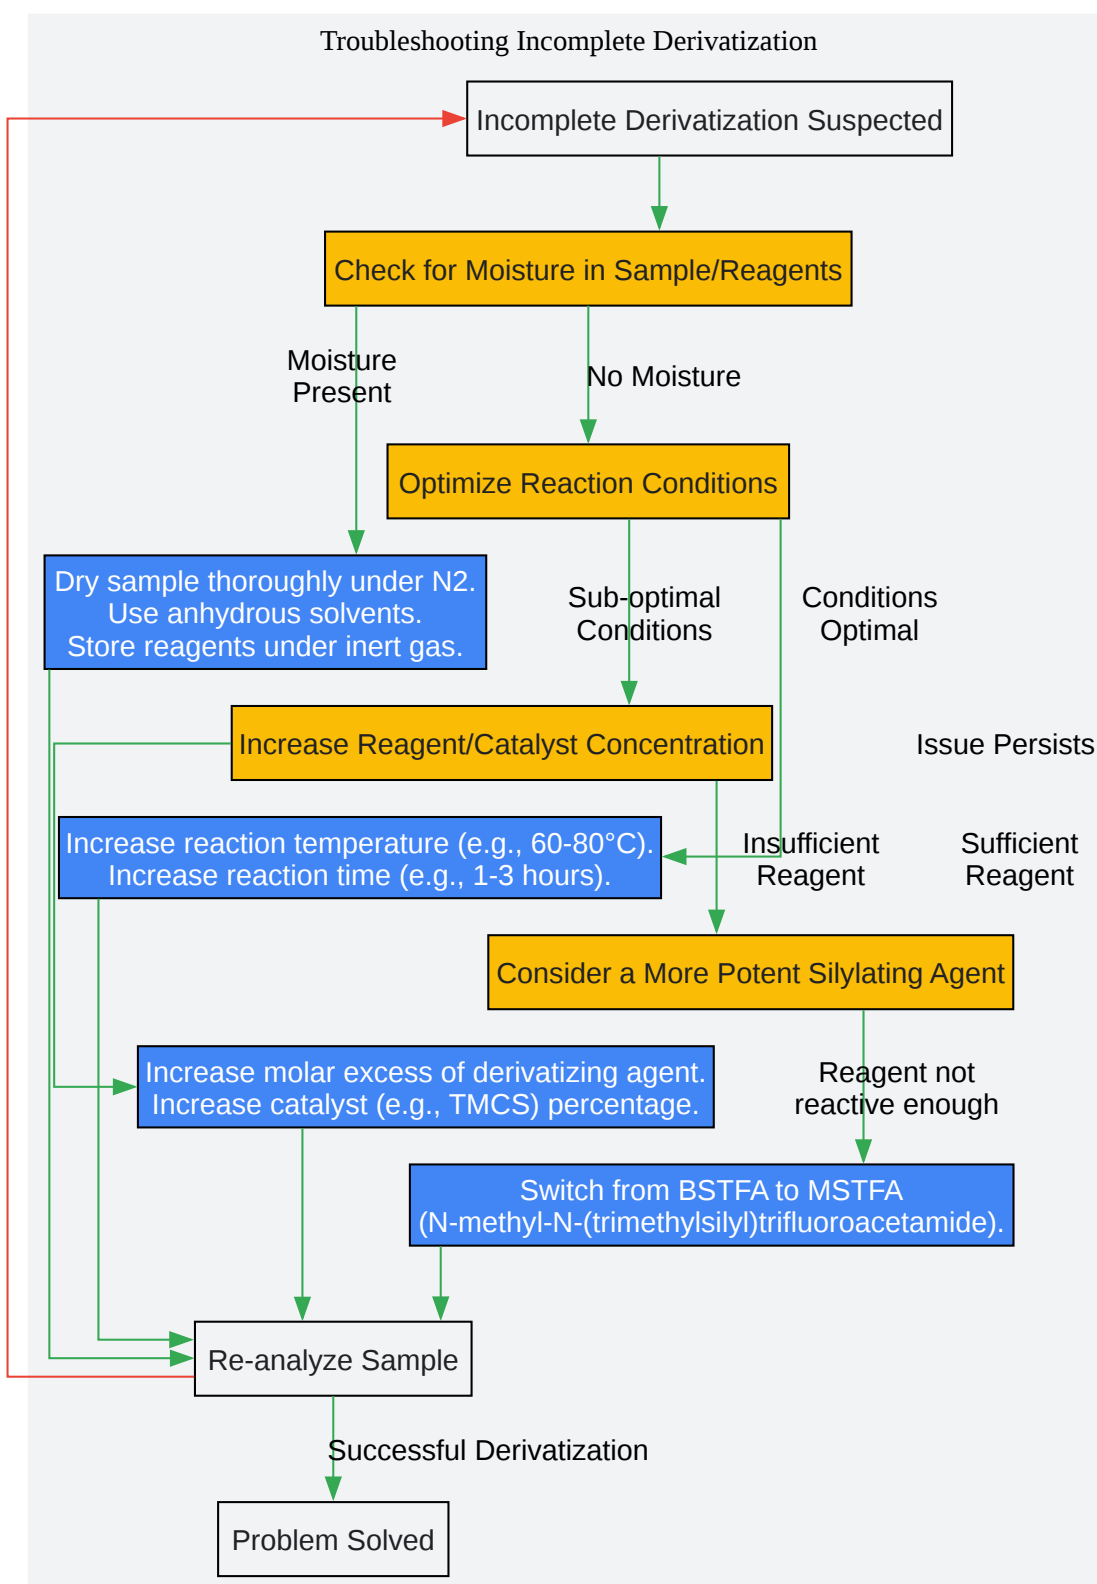 Troubleshooting Incomplete Derivatization
Incomplete Derivatization Suspected
Check for Moisture in Sample/Reagents
Moisture
Present
No Moisture
Optimize Reaction Conditions
Dry sample thoroughly under N2.
Use anhydrous solvents.
Store reagents under inert gas.
Sub-optimal
Conditions
Conditions
Optimal
Increase Reagent/Catalyst Concentration
Issue Persists
Increase reaction temperature (e.g., 60-80°C).
Increase reaction time (e.g., 1-3 hours).
Insufficient
Reagent
Sufficient
Reagent
Consider a More Potent Silylating Agent
Increase molar excess of derivatizing agent.
Increase catalyst (e.g., TMCS) percentage.
Reagent not
reactive enough
Switch from BSTFA to MSTFA
(N-methyl-N-(trimethylsilyl)trifluoroacetamide).
Re-analyze Sample
Successful Derivatization
Problem Solved